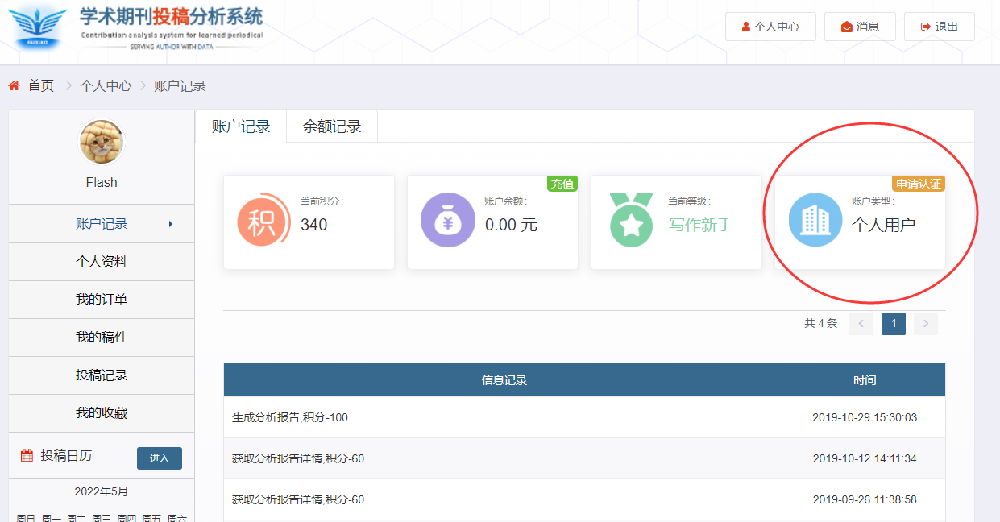 学术期刊投稿分析系统
Contribution analysis system for learned periodical
SERVING AUTHOR WITH DATA
个人中心
消息
退出
首页 > 个人中心 > 账户记录
Flash
账户记录
个人资料
我的订单
我的稿件
投稿记录
我的收藏
投稿日历
进入
2022年5月
周日 周一 周二 周三 周四 周五 周六
账户记录 余额记录
积
当前积分:
340
充值
账户余额:
¥
0.00 元
当前等级:
写作新手
申请认证
账户类型:
个人用户
共 4 条 < 1 >
信息记录 时间
生成分析报告,积分-100 2019-10-29 15:30:03
获取分析报告详情,积分-60 2019-10-12 14:11:34
获取分析报告详情,积分-60 2019-09-26 11:38:58